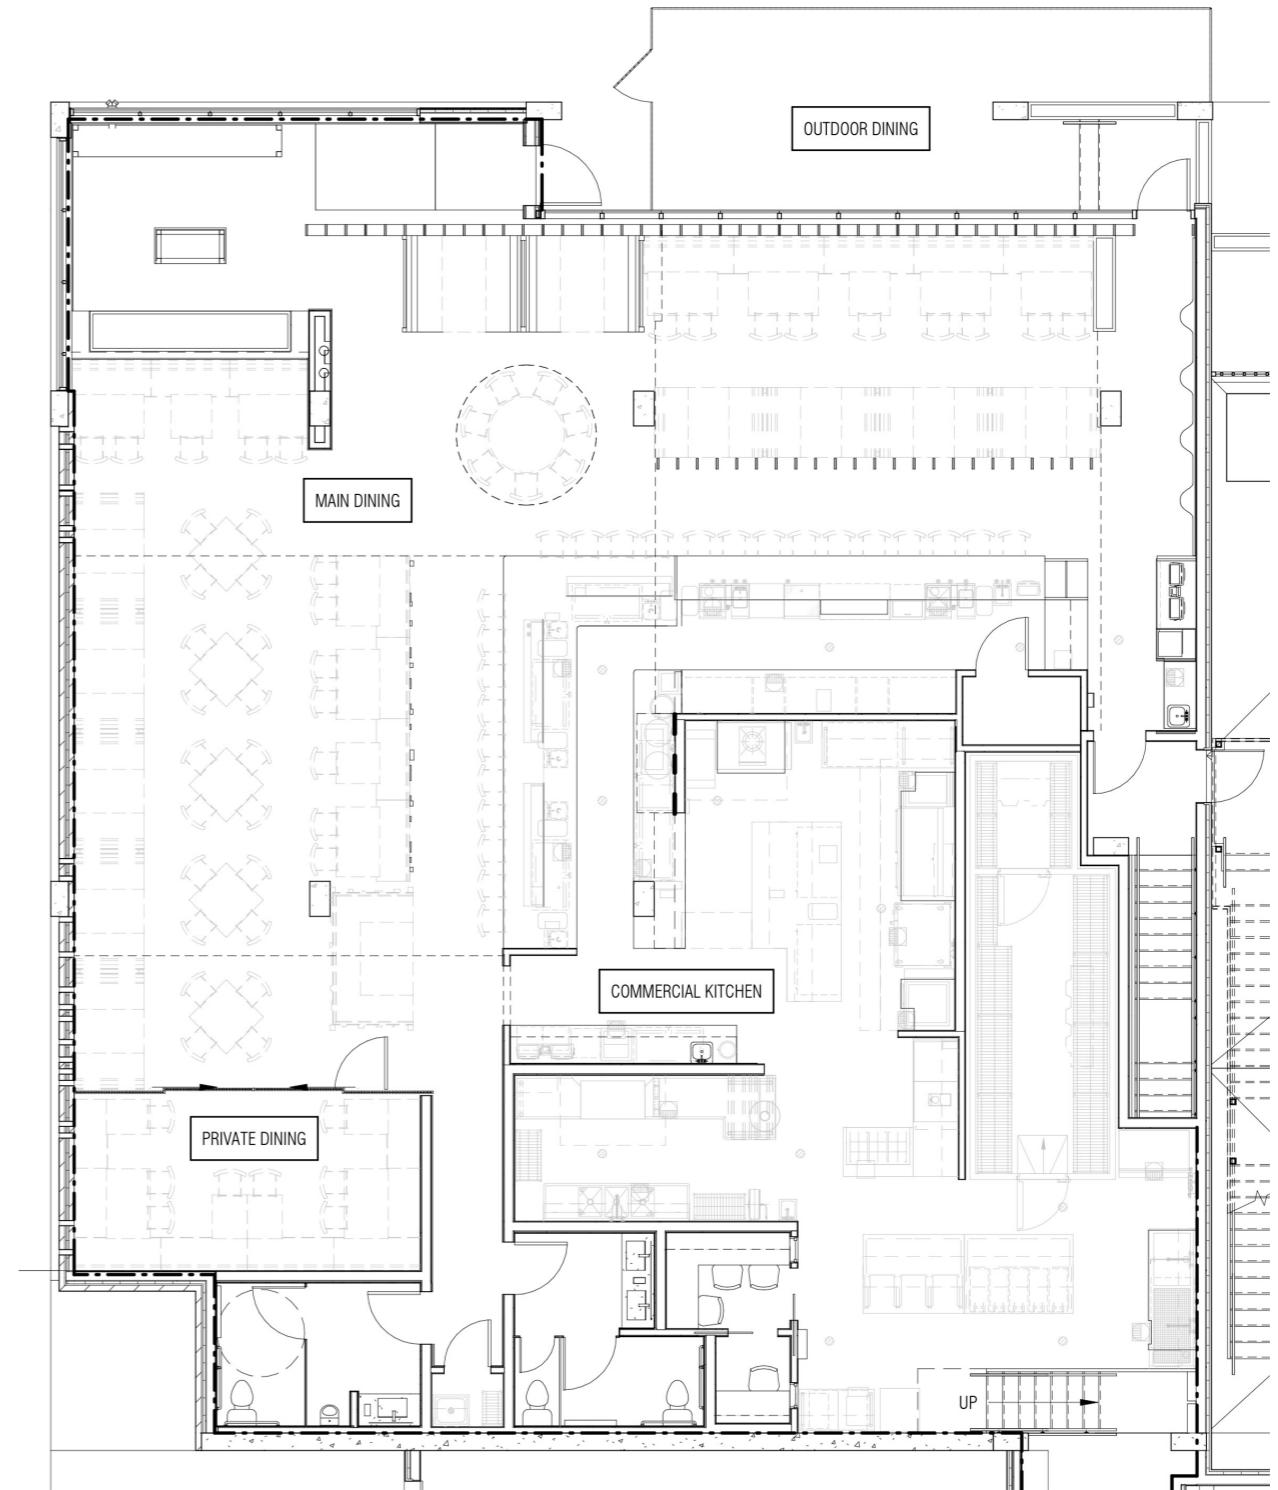 OUTDOOR DINING
MAIN DINING
COMMERCIAL KITCHEN
PRIVATE DINING
UP